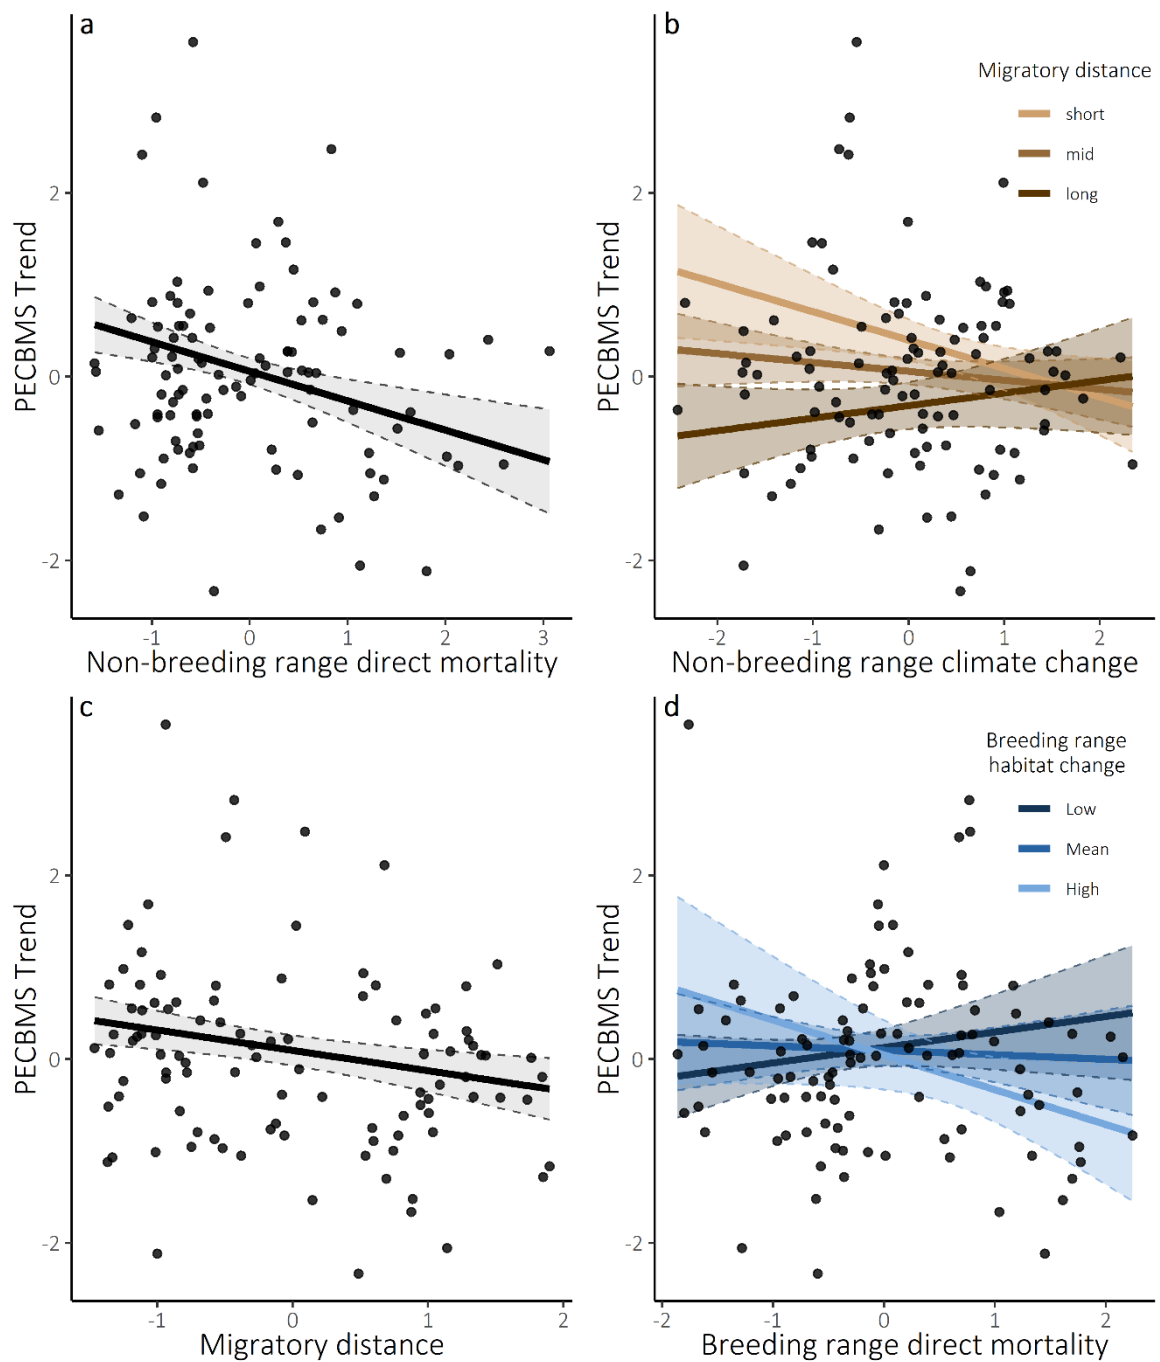 a
PECBMS Trend
2
0
-2
-1 0 1 2 3
Non-breeding range direct mortality
b
Migratory distance
short
mid
long
PECBMS Trend
2
0
-2
-2 -1 0 1 2
Non-breeding range climate change
c
PECBMS Trend
2
0
-2
-1 0 1 2
Migratory distance
d
Breeding range
habitat change
Low
Mean
High
PECBMS Trend
2
0
-2
-2 -1 0 1 2
Breeding range direct mortality